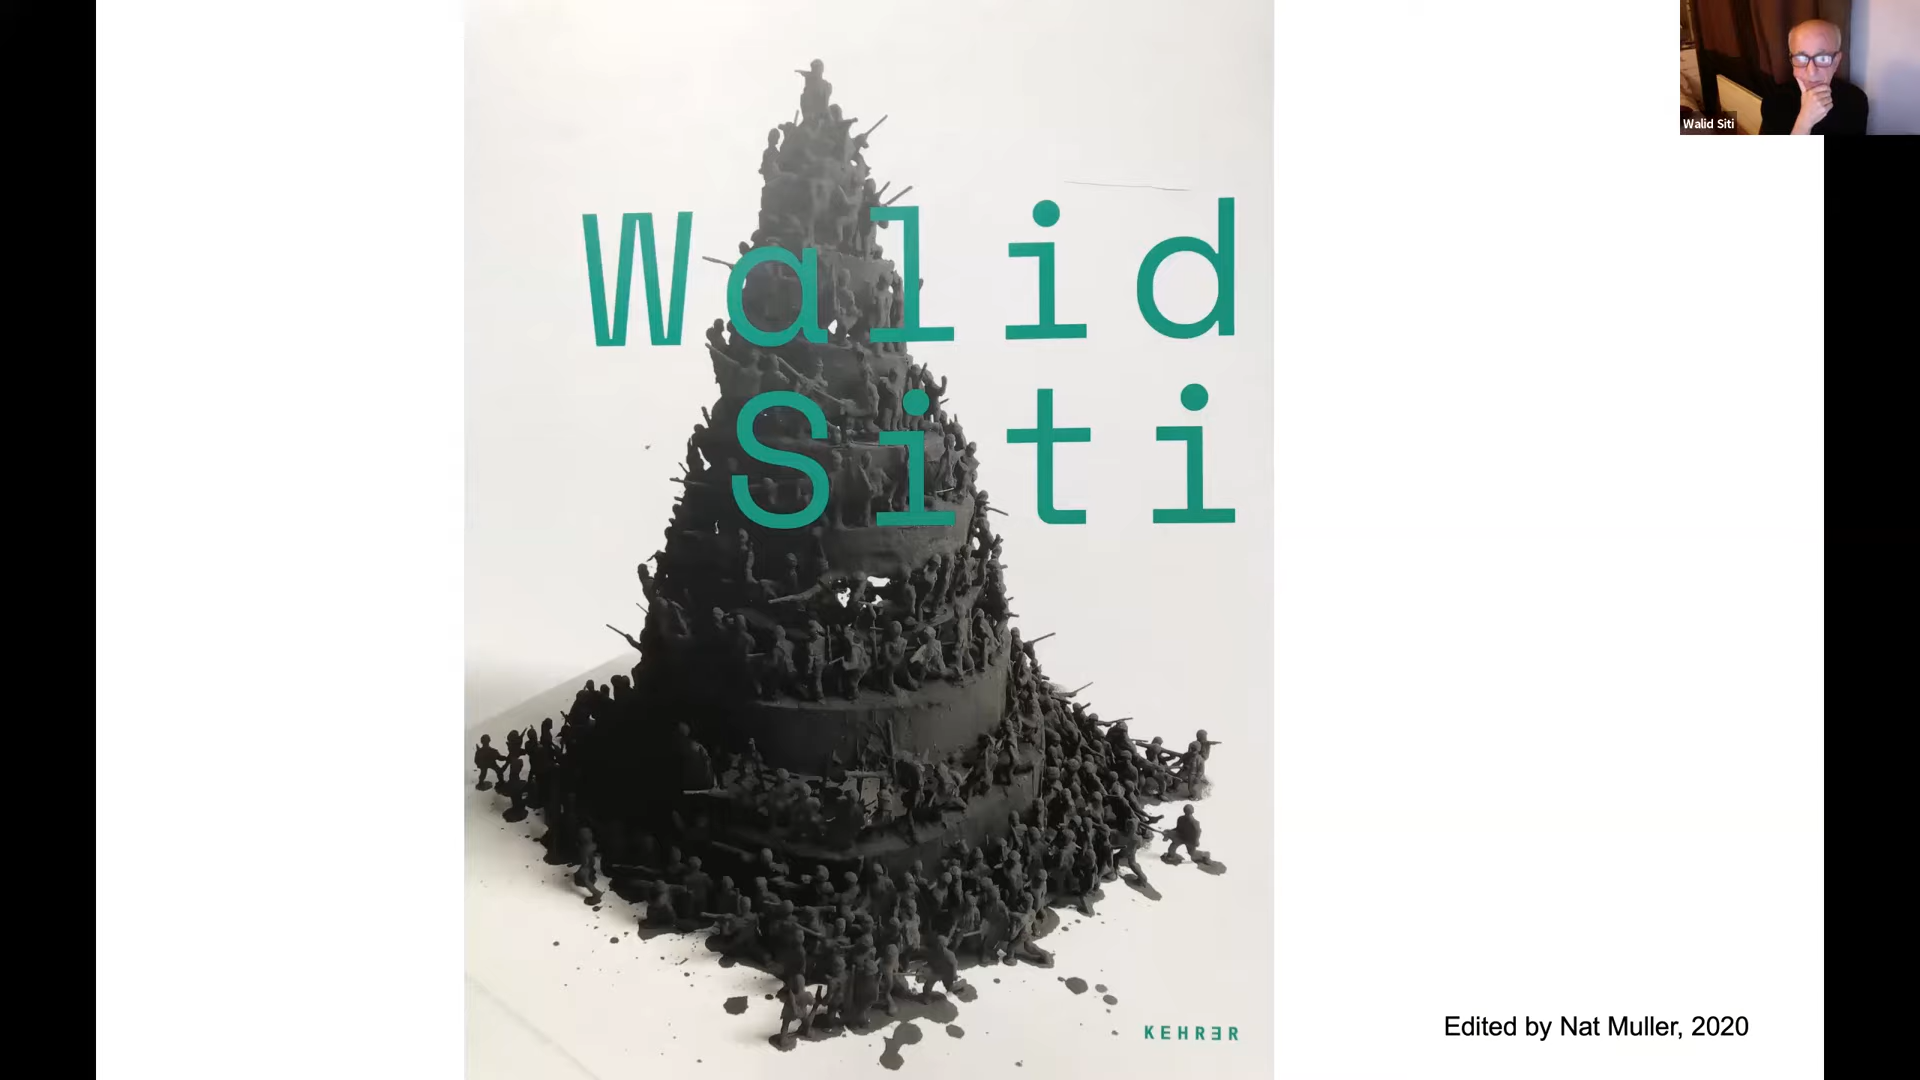 Walid
Siti
KEHRER
Edited by Nat Muller, 2020
Walid Siti